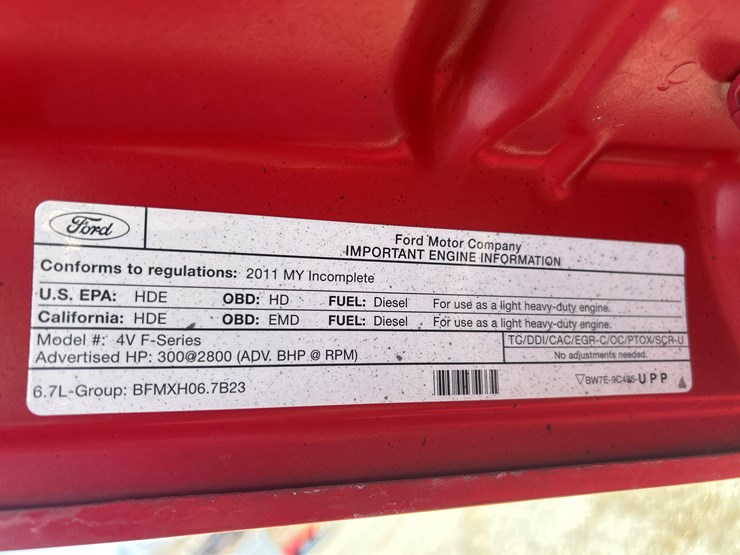 Ford
Ford Motor Company
IMPORTANT ENGINE INFORMATION
Conforms to regulations: 2011 MY Incomplete
U.S. EPA: HDE OBD: HD FUEL: Diesel For use as a light heavy-duty engine.
California: HDE OBD: EMD FUEL: Diesel For use as a light heavy-duty engine.
Model #: 4V F-Series TG/DDI/CAC/EGR-C/OC/PTOX/SCR-U
Advertised HP: 300@2800 (ADV. BHP @ RPM) No adjustments needed.
6.7L-Group: BFMXH06.7B23 BW7E-9C485-UPP